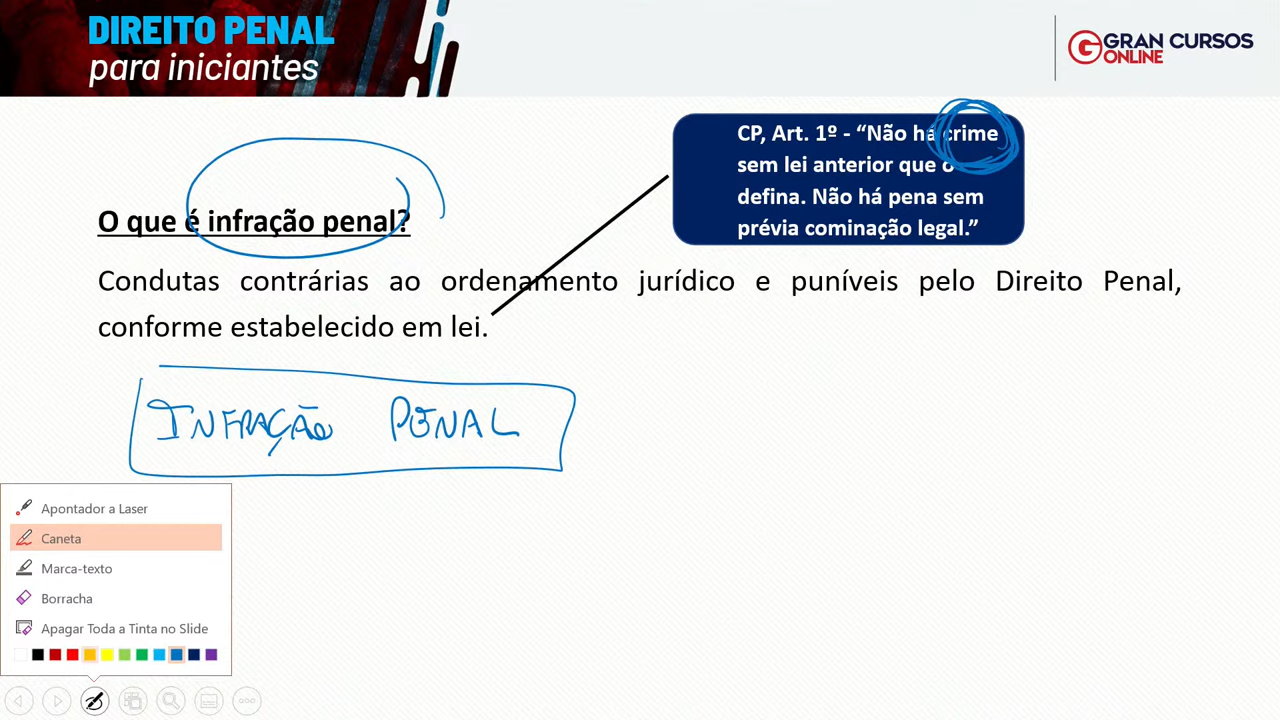 DIREITO PENAL
para iniciantes
GRAN CURSOS
ONLINE
CP, Art. 1º - “Não há crime
sem lei anterior que o
defina. Não há pena sem
prévia cominação legal.”
O que é infração penal?
Condutas contrárias ao ordenamento jurídico e puníveis pelo Direito Penal,
conforme estabelecido em lei.
INFRAÇÃO PENAL
Apontador a Laser
Caneta
Marca-texto
Borracha
Apagar Toda a Tinta no Slide